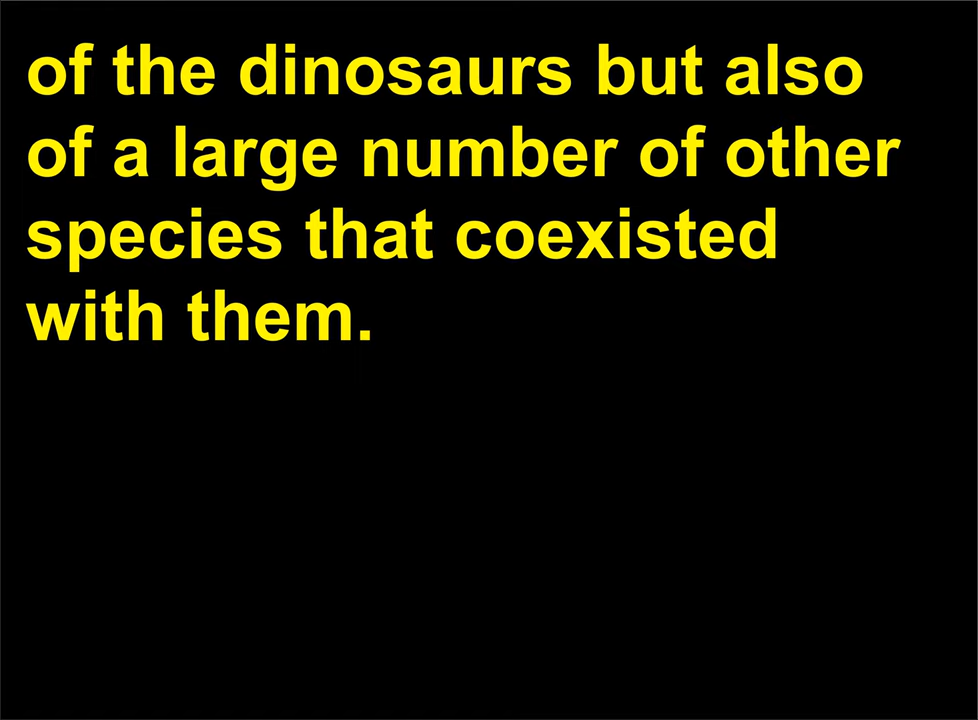 of the dinosaurs but also
of a large number of other
species that coexisted
with them.